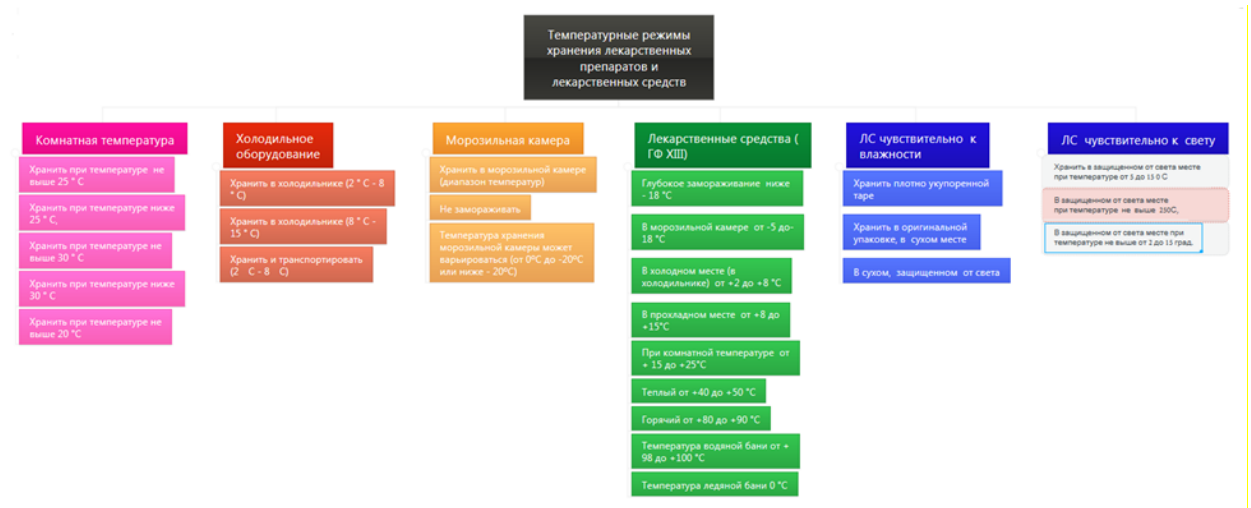 Температурные режимы
хранения лекарственных
препаратов и
лекарственных средств
Комнатная температура
Хранить при температуре не
выше 25 ° С
Хранить при температуре ниже
25 ° С,
Хранить при температуре не
выше 30 ° С
Хранить при температуре ниже
30 ° С
Хранить при температуре не
выше 20 °С
Холодильное
оборудование
Хранить в холодильнике (2 ° С - 8
° С)
Хранить в холодильнике (8 ° С -
15 ° С)
Хранить и транспортировать
(2 С - 8 С)
Морозильная камера
Хранить в морозильной камере
(диапазон температур)
Не замораживать
Температура хранения
морозильной камеры может
варьироваться (от 0ºС до -20ºС
или ниже - 20ºС)
Лекарственные средства (
ГФ XIII)
Глубокое замораживание ниже
- 18 °С
В морозильной камере от -5 до-
18 °С
В холодном месте (в
холодильнике) от +2 до +8 °С
В прохладном месте от +8 до
+15°С
При комнатной температуре от
+ 15 до +25°С
Теплый от +40 до +50 °С
Горячий от +80 до +90 °С
Температура водяной бани от +
98 до +100 °С
Температура ледяной бани 0 °С
ЛС чувствительно к
влажности
Хранить плотно укупоренной
таре
Хранить в оригинальной
упаковке, в сухом месте
В сухом, защищенном от света
ЛС чувствительно к свету
Хранить в защищенном от света месте
при температуре от 5 до 15 0 С
В защищенном от света месте
при температуре не выше 250С,
В защищенном от света месте при
температуре не выше от 2 до 15 град.